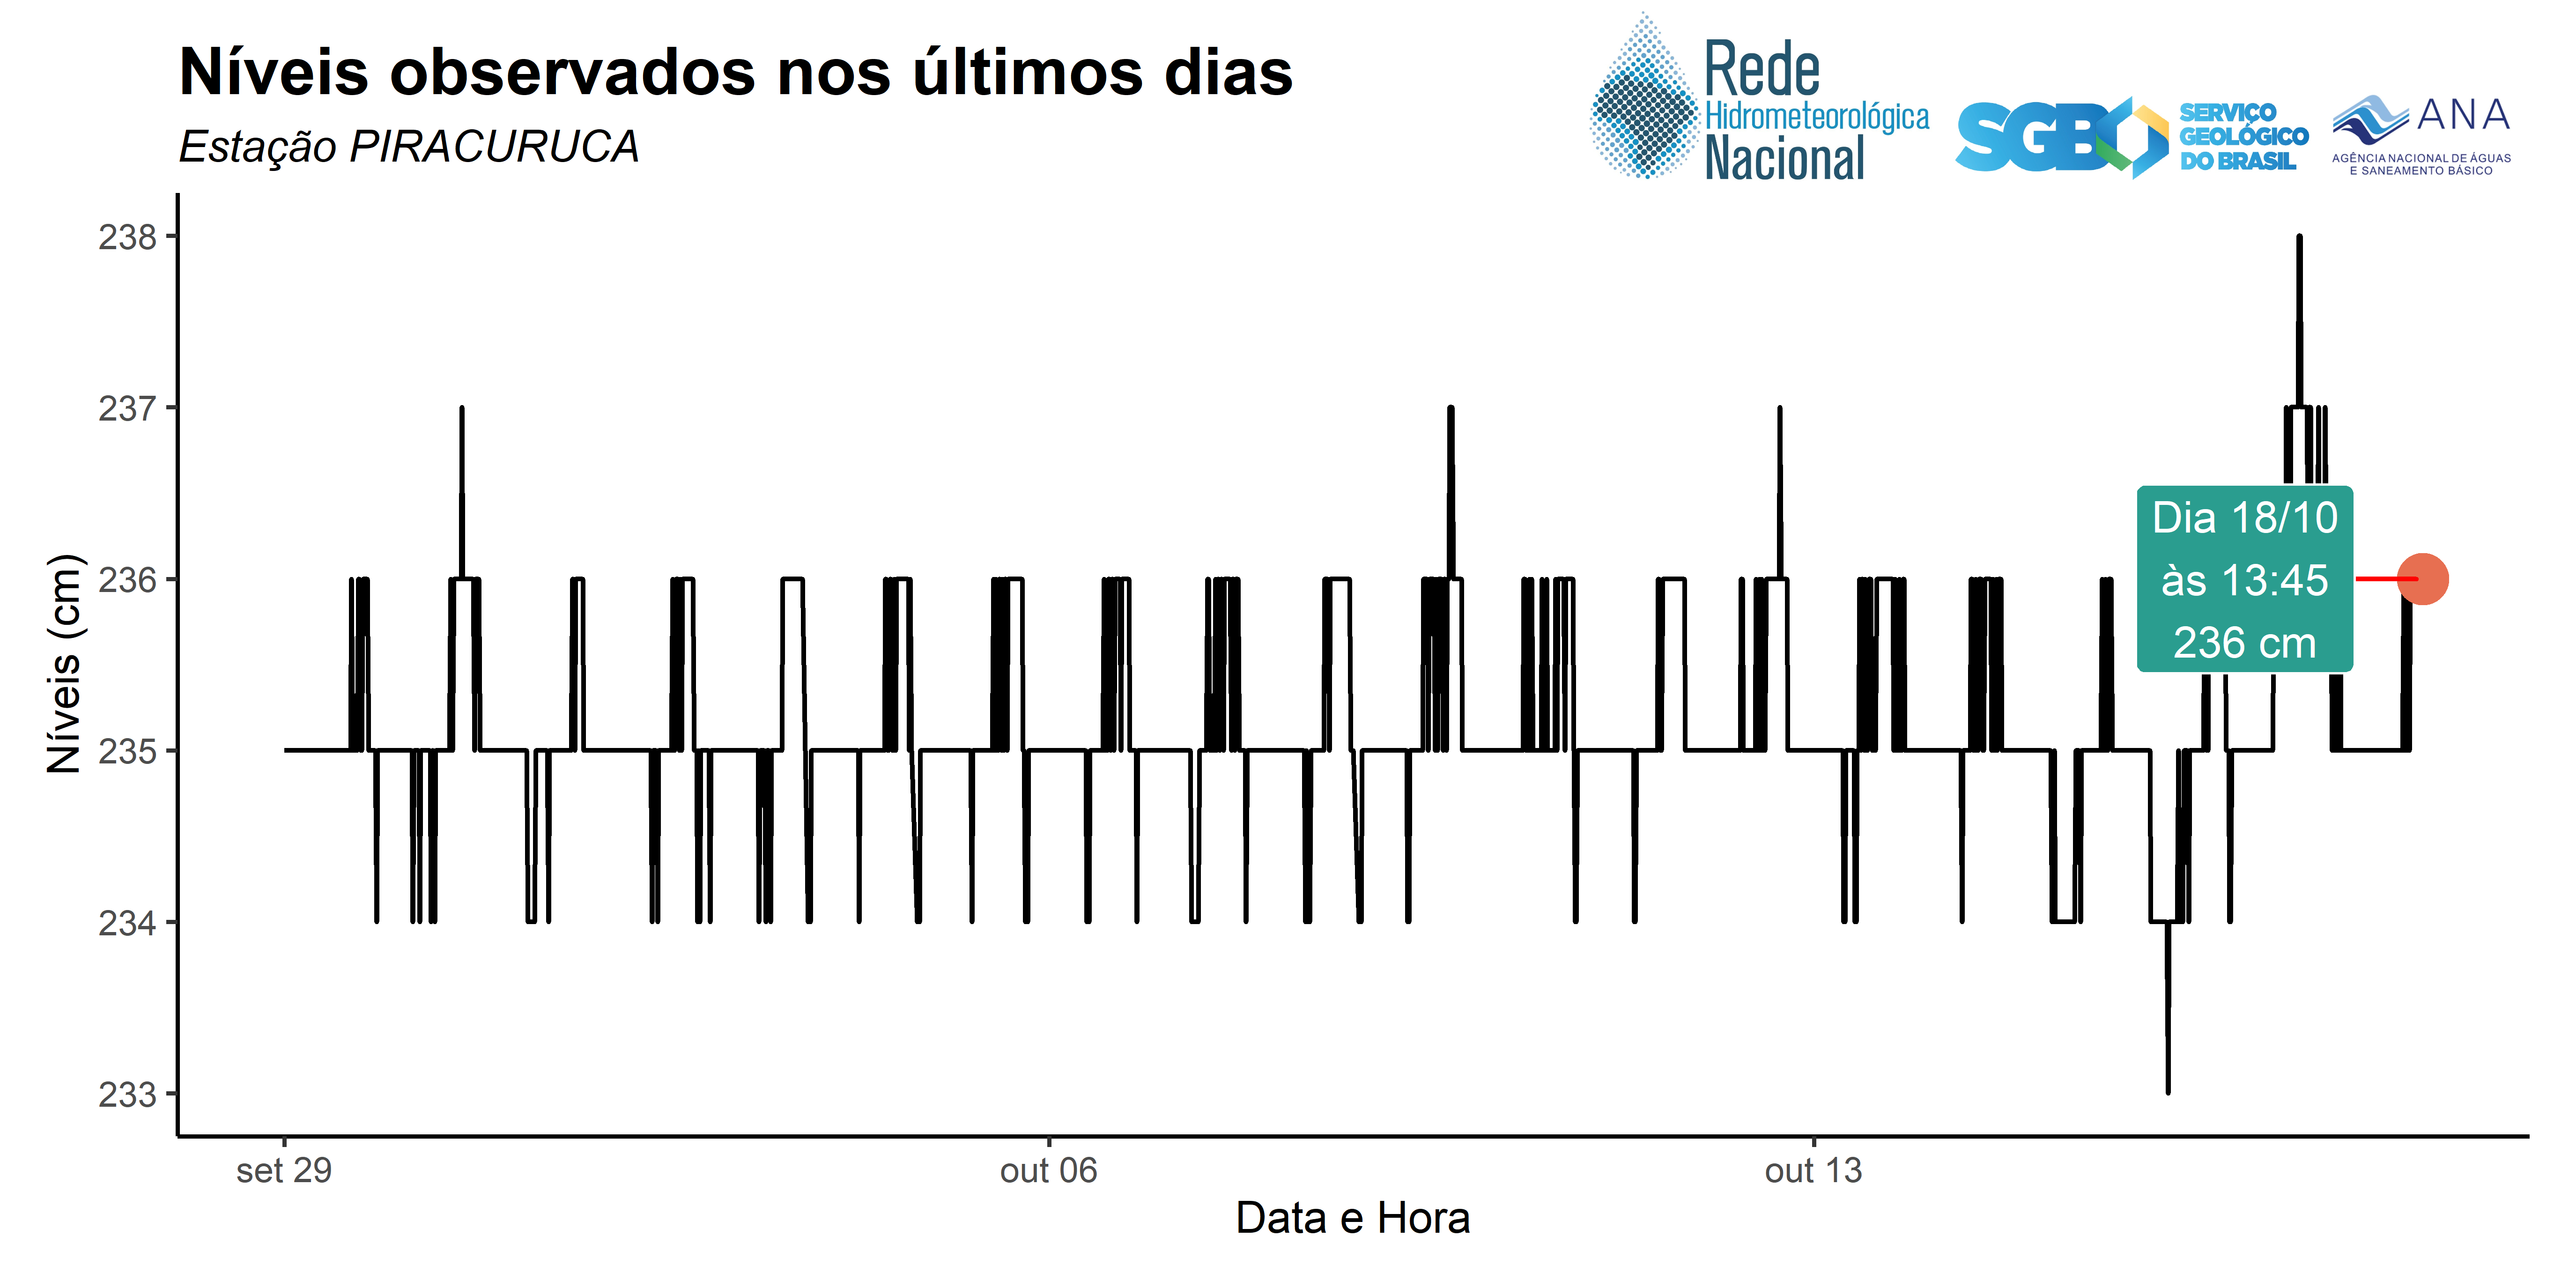 Níveis observados nos últimos dias
Estação PIRACURUCA
Rede
Hidrometeorológica
Nacional
SGB
SERVIÇO
GEOLÓGICO
DO BRASIL
ANA
AGÊNCIA NACIONAL DE ÁGUAS
E SANEAMENTO BÁSICO
238
237
236
235
234
233
Níveis (cm)
Dia 18/10
às 13:45
236 cm
set 29
out 06
out 13
Data e Hora